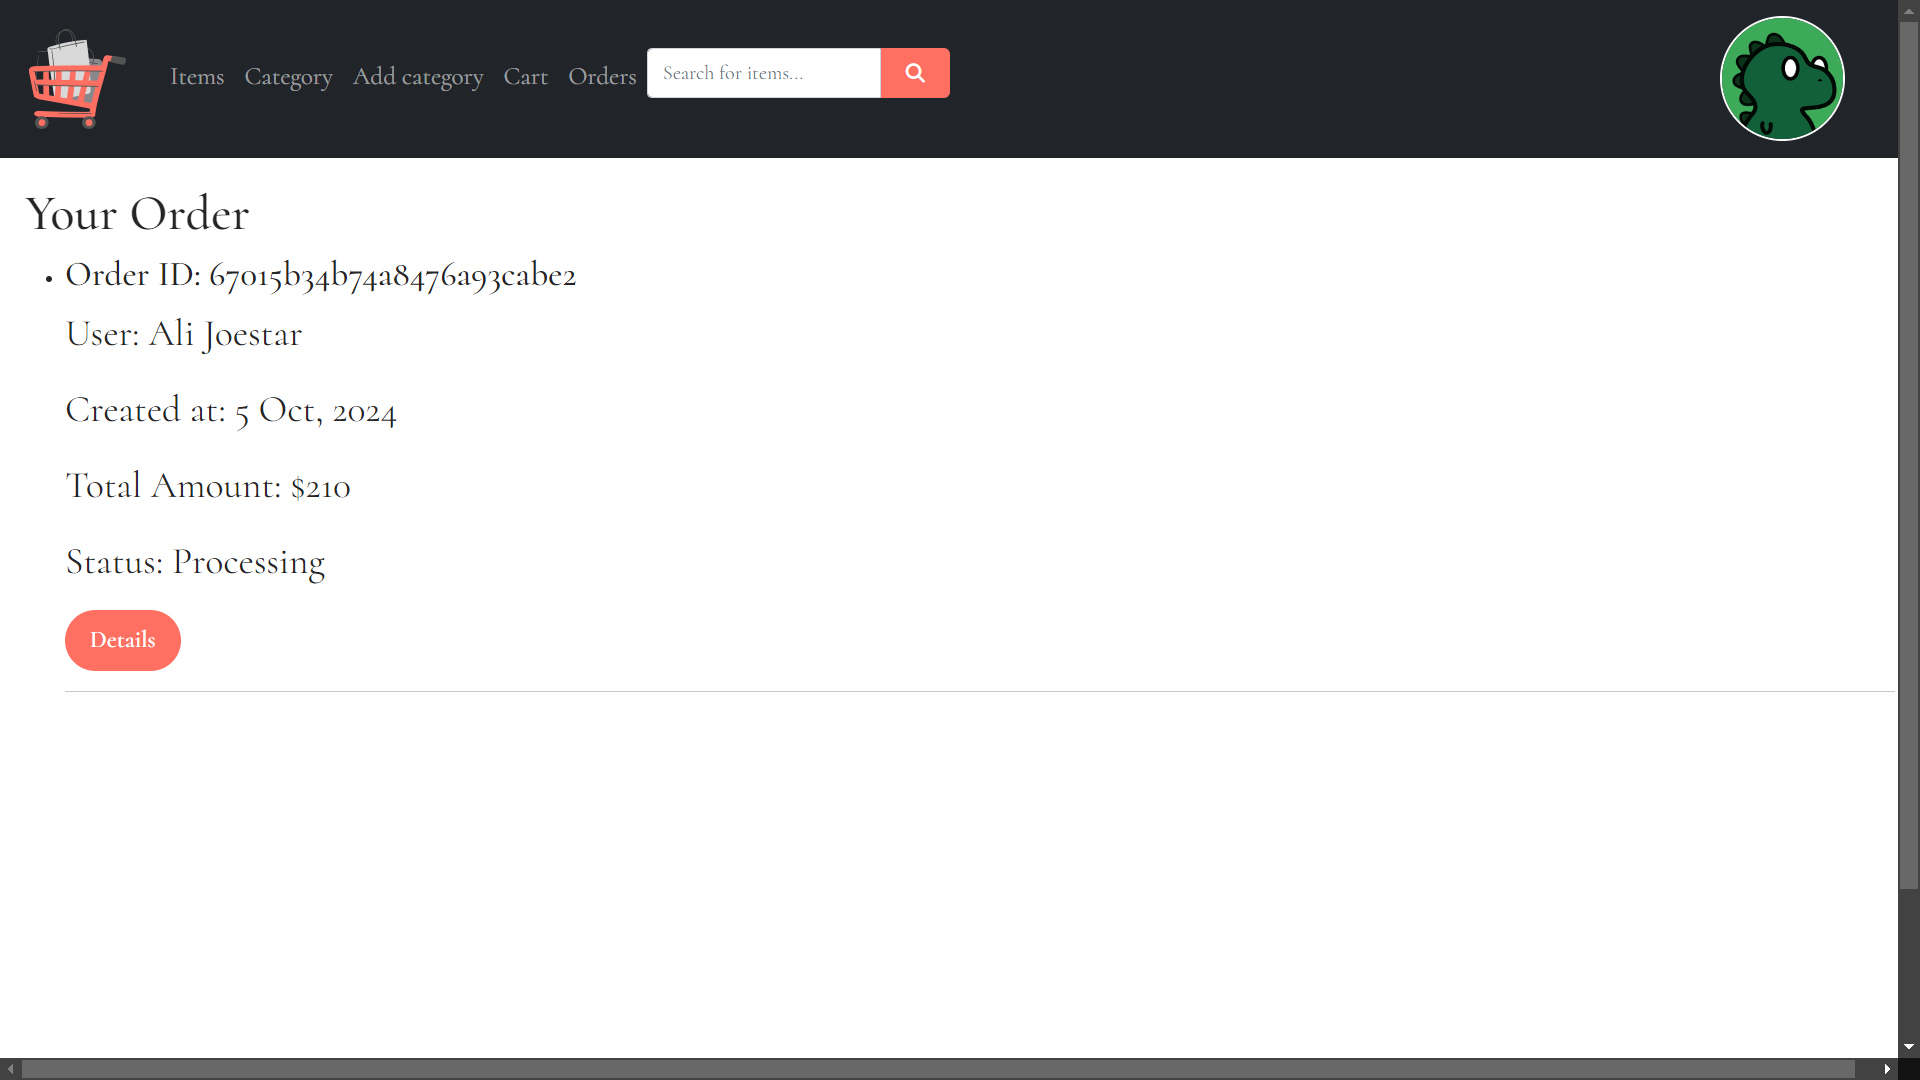 Items Category Add category Cart Orders Search for items...
Your Order
• Order ID: 67015b34b74a8476a93cabe2
User: Ali Joestar
Created at: 5 Oct, 2024
Total Amount: $210
Status: Processing
Details